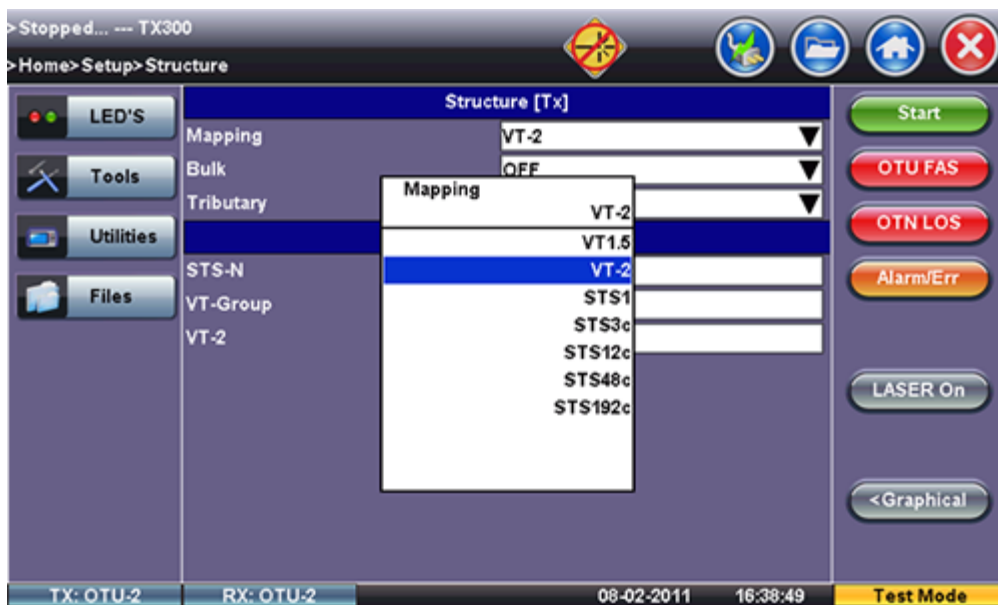 >Stopped... --- TX300
>Home>Setup>Structure
LED'S
Tools
Utilities
Files
Structure [Tx]
Mapping VT-2
Bulk OFF
Tributary
STS-N
VT-Group
VT-2
Mapping
VT-2
VT1.5
VT-2
STS1
STS3c
STS12c
STS48c
STS192c
Start
OTU FAS
OTN LOS
Alarm/Err
LASER On
<Graphical
TX: OTU-2 RX: OTU-2 08-02-2011 16:38:49 Test Mode